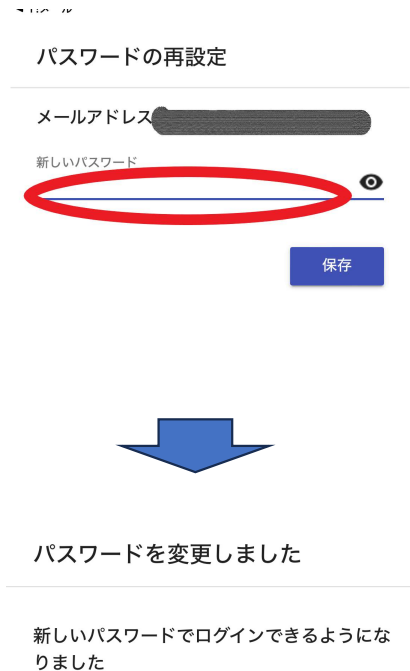 パスワードの再設定
メールアドレス
新しいパスワード
保存
パスワードを変更しました
新しいパスワードでログインできるようにな
りました